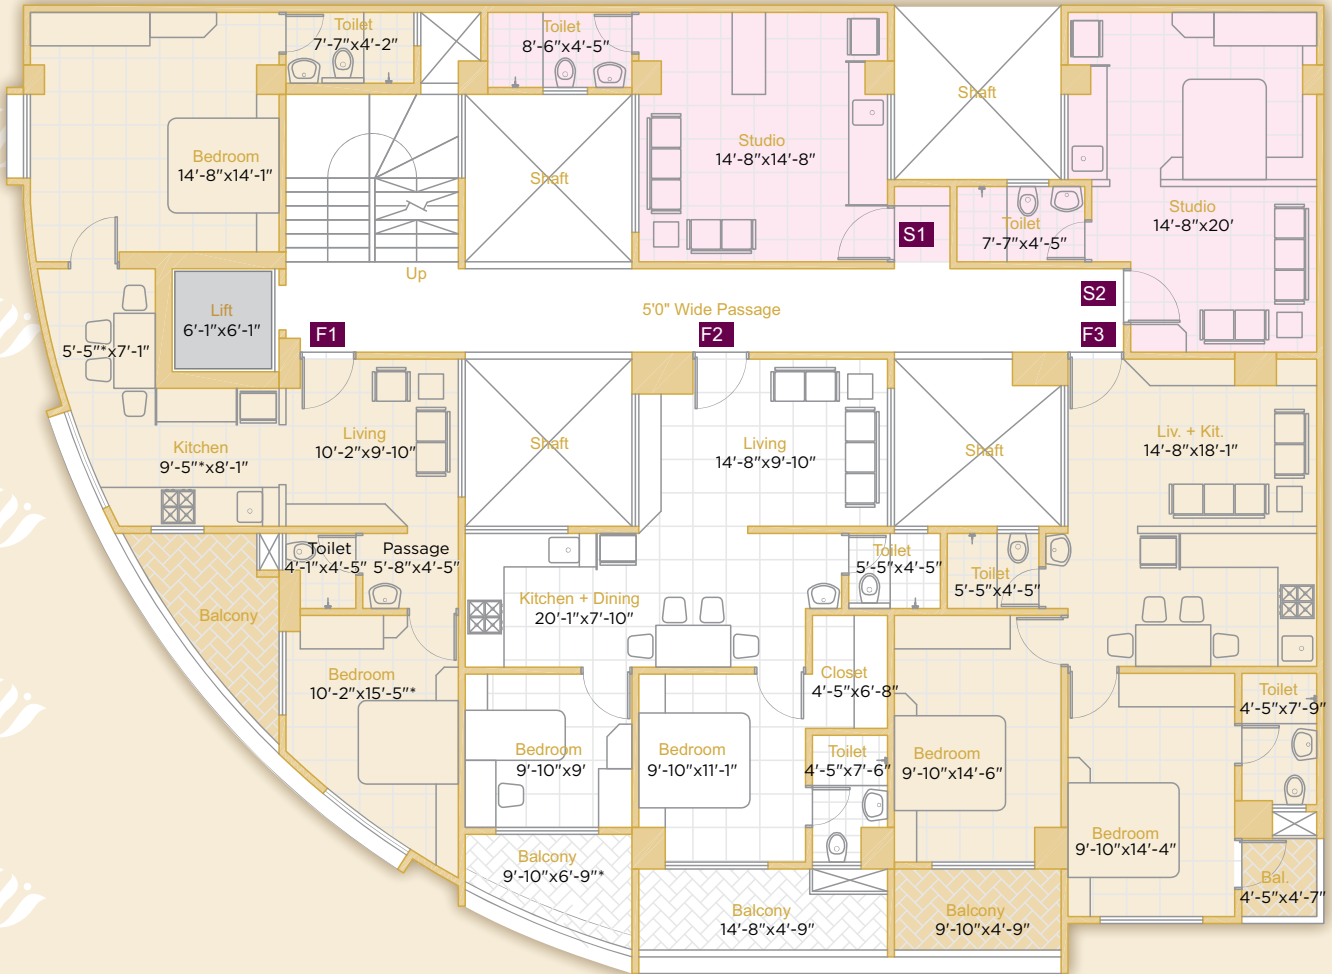 Toilet
7'-7"x4'-2"
Toilet
8'-6"x4'-5"
Shaft
Studio
14'-8"x14'-8"
Bedroom
14'-8"x14'-1"
Shaft
Studio
14'-8"x20'
S1
Toilet
7'-7"x4'-5"
Up
Lift
6'-1"x6'-1"
5'0" Wide Passage
S2
F1
F2
F3
5'-5"*x7'-1"
Kitchen
9'-5"*x8'-1"
Living
10'-2"x9'-10"
Shaft
Living
14'-8"x9'-10"
Shaft
Liv. + Kit.
14'-8"x18'-1"
Toilet
4'-1"x4'-5"
Passage
5'-8"x4'-5"
Toilet
5'-5"x4'-5"
Toilet
5'-5"x4'-5"
Balcony
Kitchen + Dining
20'-1"x7'-10"
Bedroom
10'-2"x15'-5"*
Closet
4'-5"x6'-8"
Toilet
4'-5"x7'-9"
Bedroom
9'-10"x9'
Bedroom
9'-10"x11'-1"
Toilet
4'-5"x7'-6"
Bedroom
9'-10"x14'-6"
Bedroom
9'-10"x14'-4"
Balcony
9'-10"x6'-9"*
Bal.
4'-5"x4'-7"
Balcony
14'-8"x4'-9"
Balcony
9'-10"x4'-9"